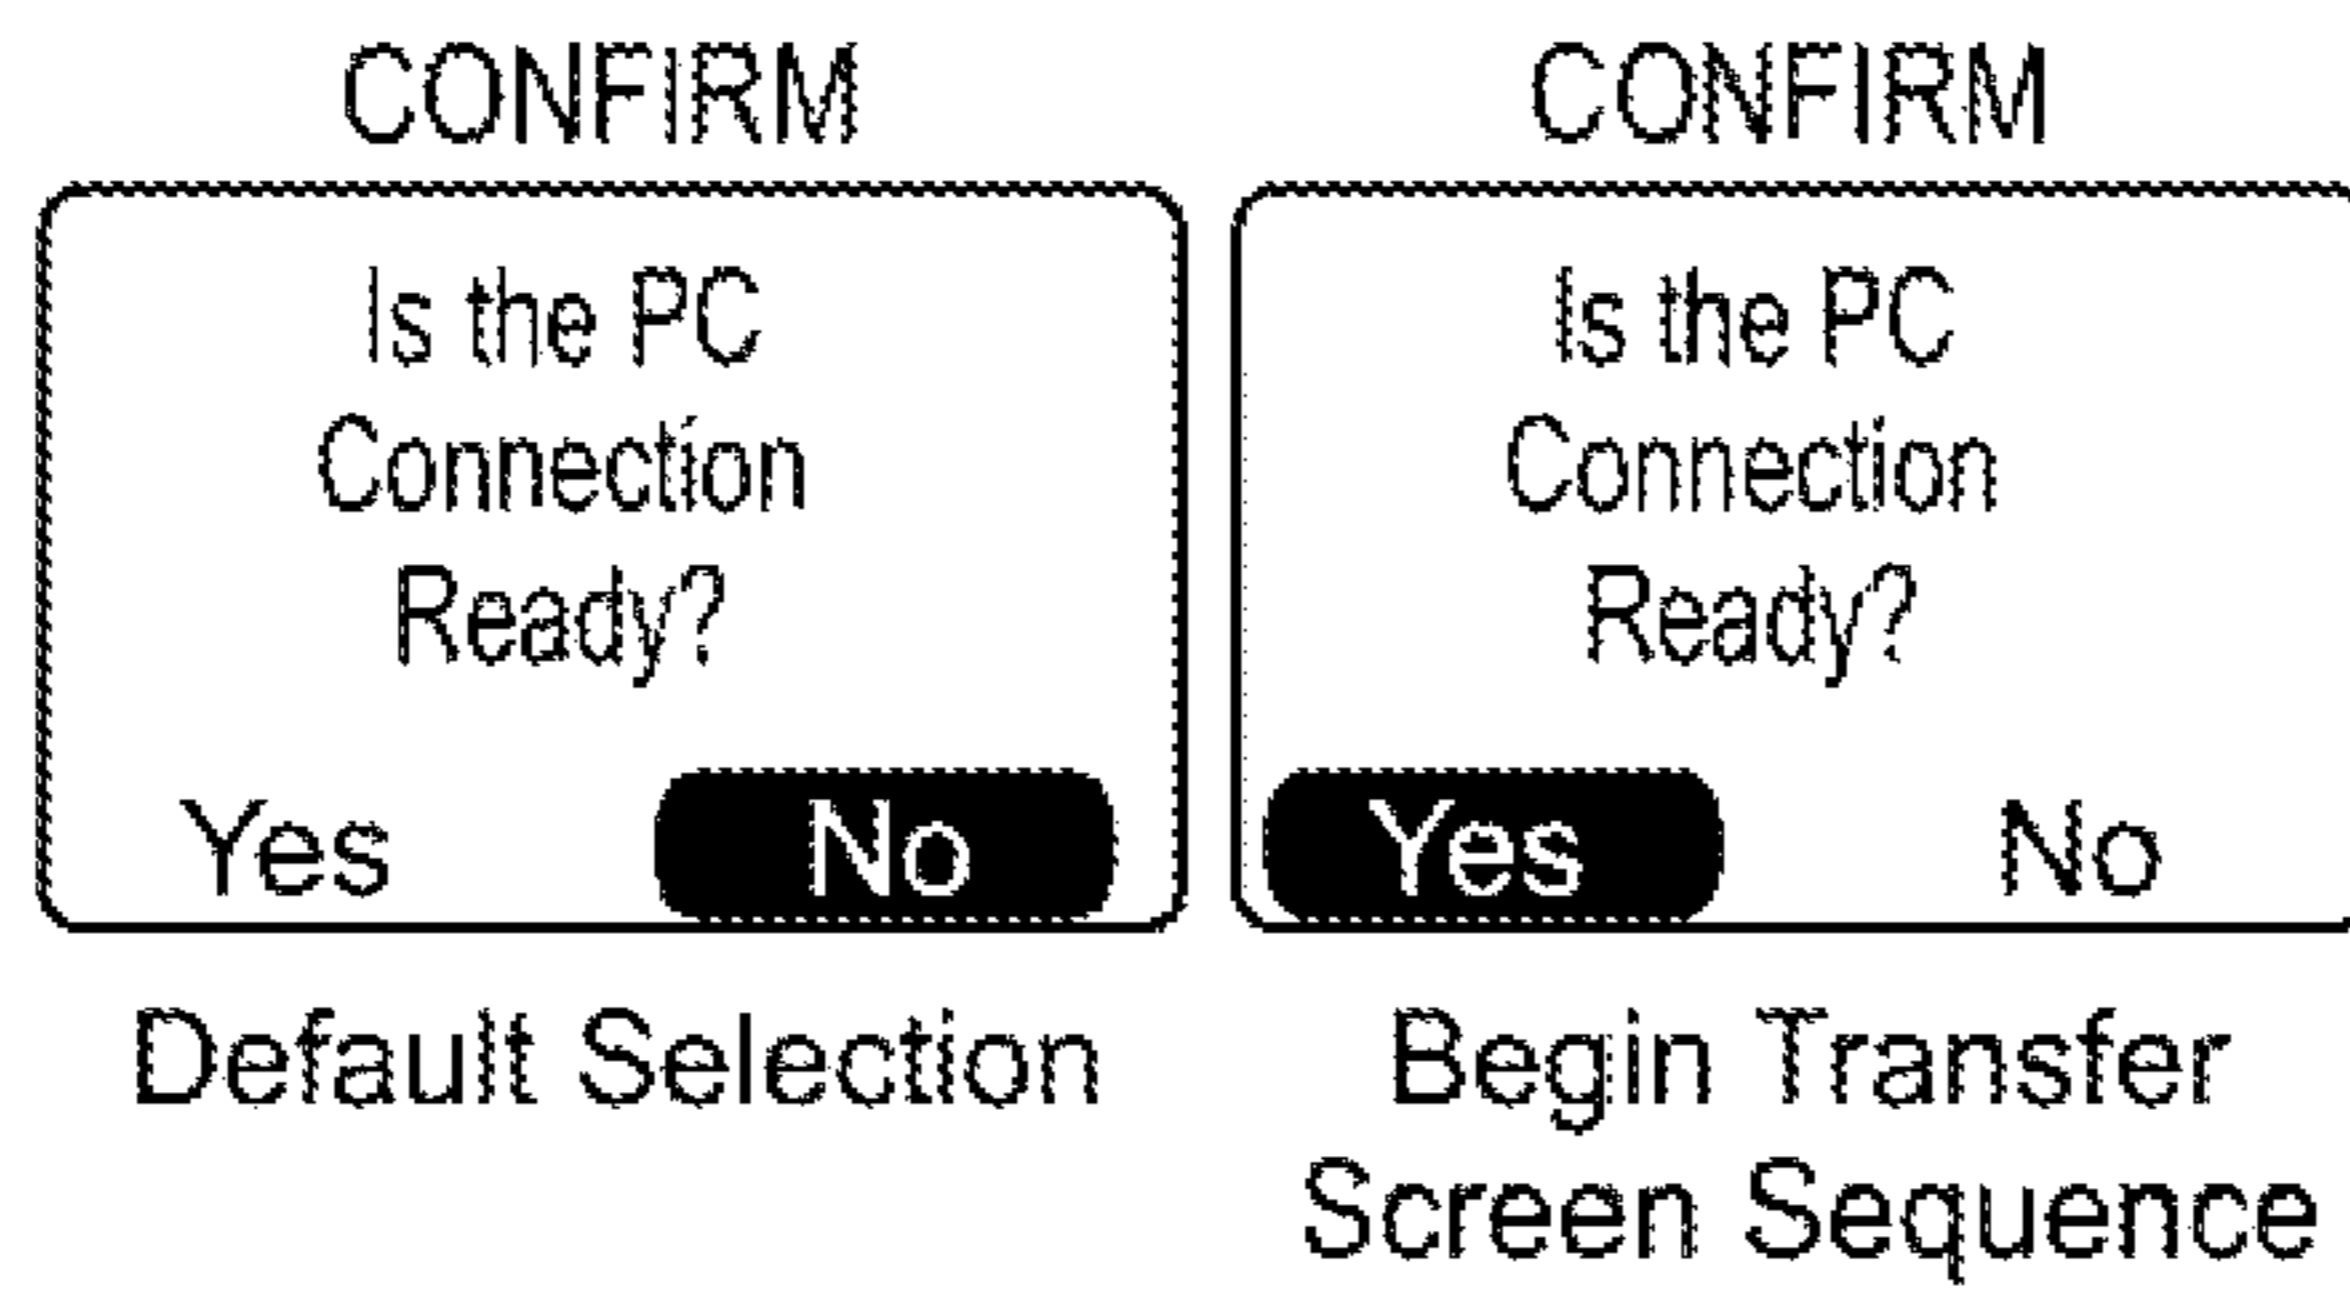 CONFIRM
Is the PC
Connection
Ready?
Yes No
Default Selection
CONFIRM
Is the PC
Connection
Ready?
Yes No
Begin Transfer
Screen Sequence